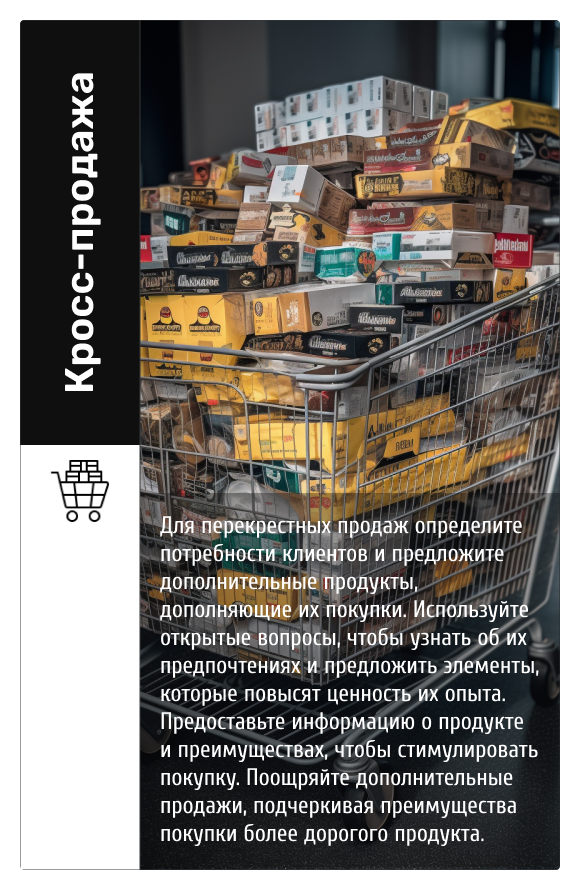 Кросс-продажа
Для перекрестных продаж определите
потребности клиентов и предложите
дополнительные продукты,
дополняющие их покупки. Используйте
открытые вопросы, чтобы узнать об их
предпочтениях и предложить элементы,
которые повысят ценность их опыта.
Предоставьте информацию о продукте
и преимуществах, чтобы стимулировать
покупку. Поощряйте дополнительные
продажи, подчеркивая преимущества
покупки более дорогого продукта.